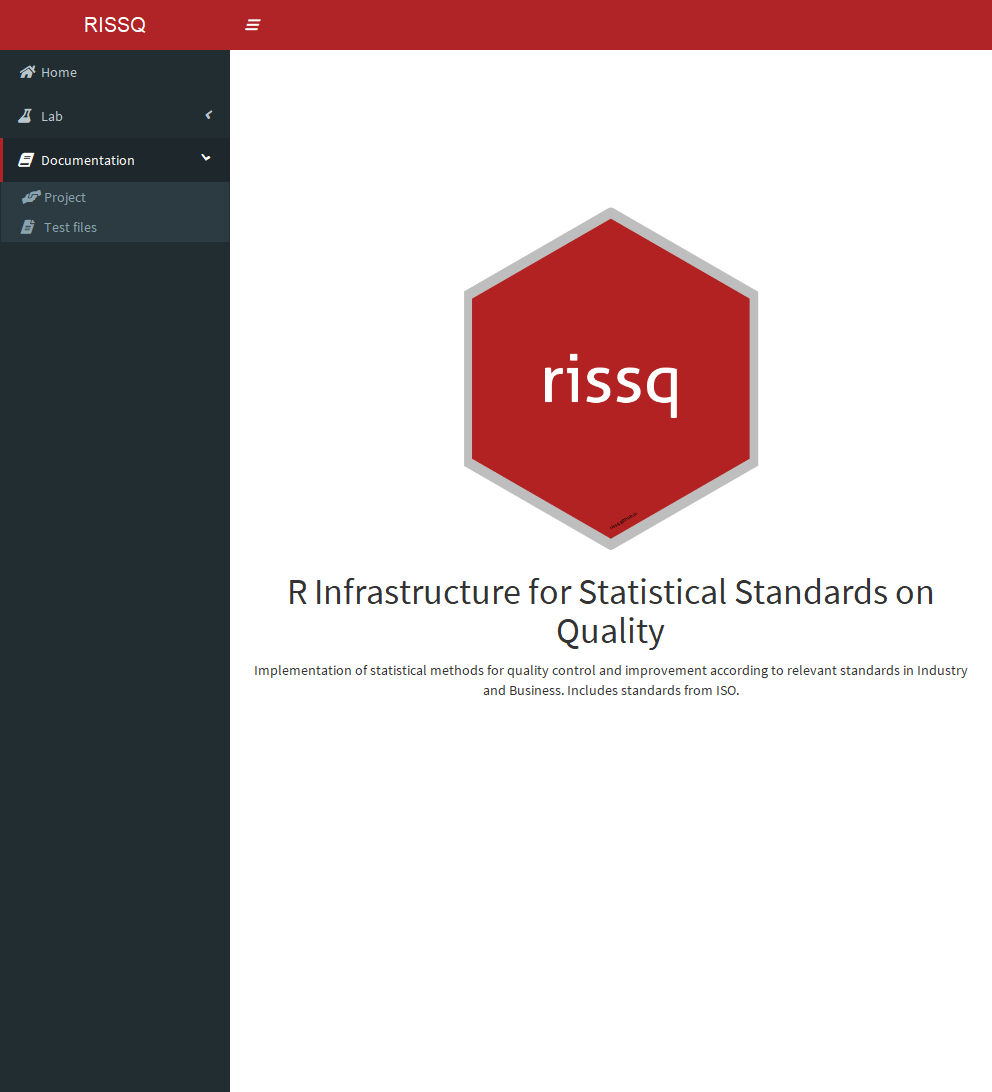 RISSQ
Home
Lab
Documentation
Project
Test files
rissq
R Infrastructure for Statistical Standards on
Quality
Implementation of statistical methods for quality control and improvement according to relevant standards in Industry
and Business. Includes standards from ISO.